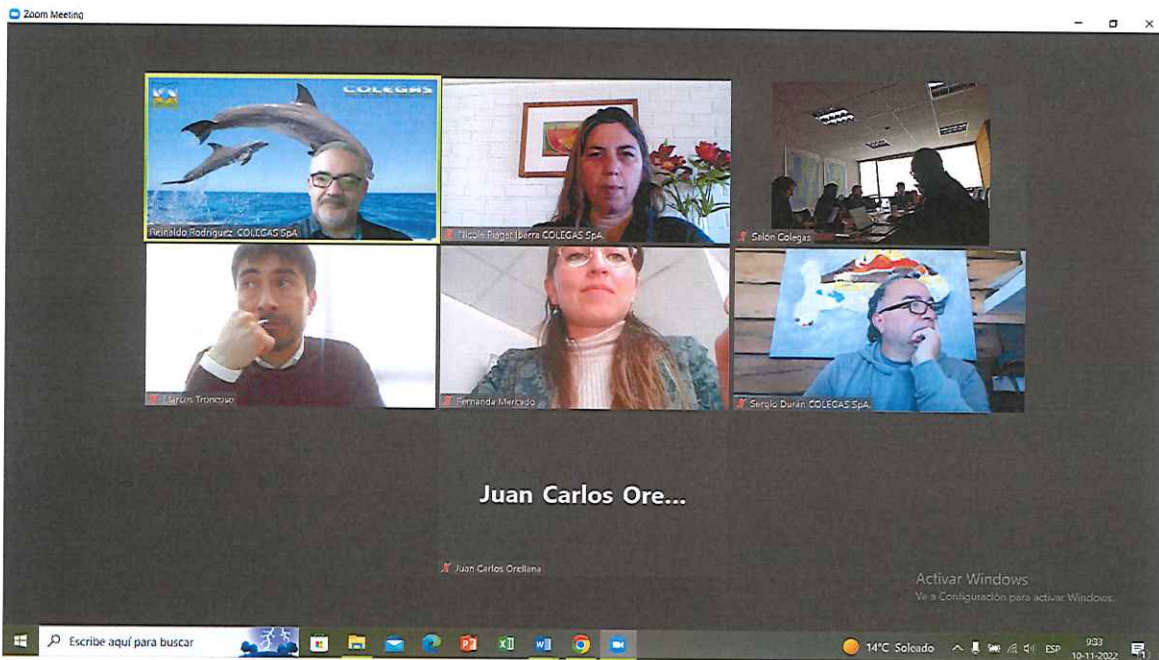 Zoom Meeting
COLEGAS
Reinaldo Rodríguez COLEGAS SpA
Nicole Piaget Ibarra COLEGAS SpA
Salón Colegas
Marcos Troncoso
Fernanda Mercado
Sergio Durán COLEGAS SpA
Juan Carlos Ore...
Juan Carlos Orellana
Activar Windows
Ve a Configuración para activar Windows.
Escribe aquí para buscar
14°C Soleado
ESP
9:33
10-11-2022